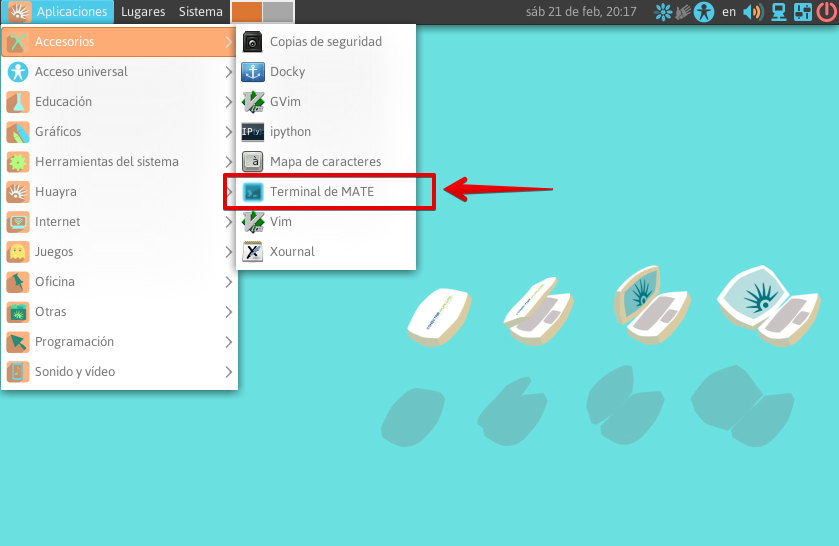 Aplicaciones Lugares Sistema sáb 21 de feb, 20:17 en
Accesorios
Acceso universal
Educación
Gráficos
Herramientas del sistema
Huayra
Internet
Juegos
Oficina
Otras
Programación
Sonido y vídeo
Copias de seguridad
Docky
GVim
IPy ipython
à Mapa de caracteres
Terminal de MATE
Vim
Xournal